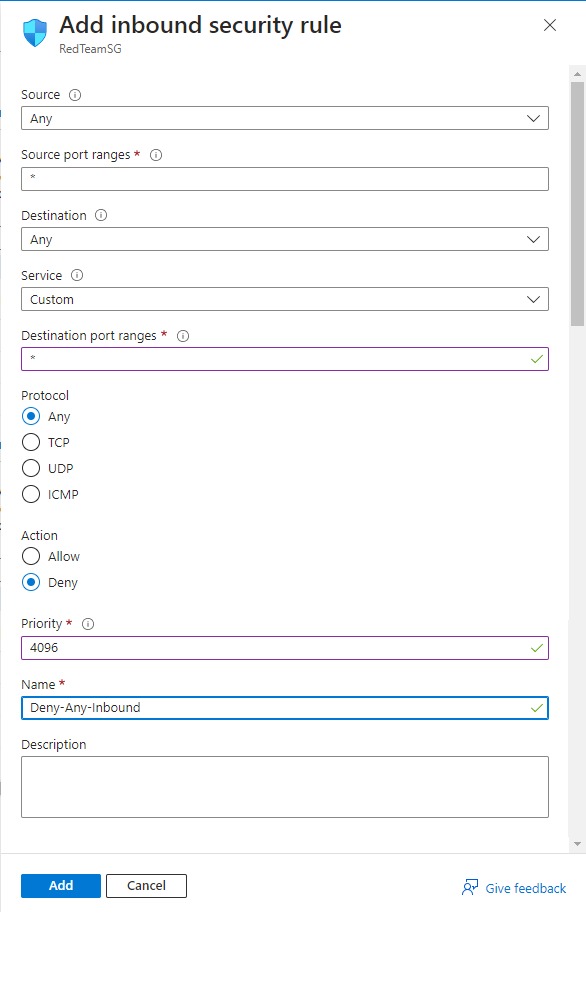 Add inbound security rule
RedTeamSG
Source
Any
Source port ranges *
*
Destination
Any
Service
Custom
Destination port ranges *
*
Protocol
Any
TCP
UDP
ICMP
Action
Allow
Deny
Priority *
4096
Name *
Deny-Any-Inbound
Description
Add
Cancel
Give feedback